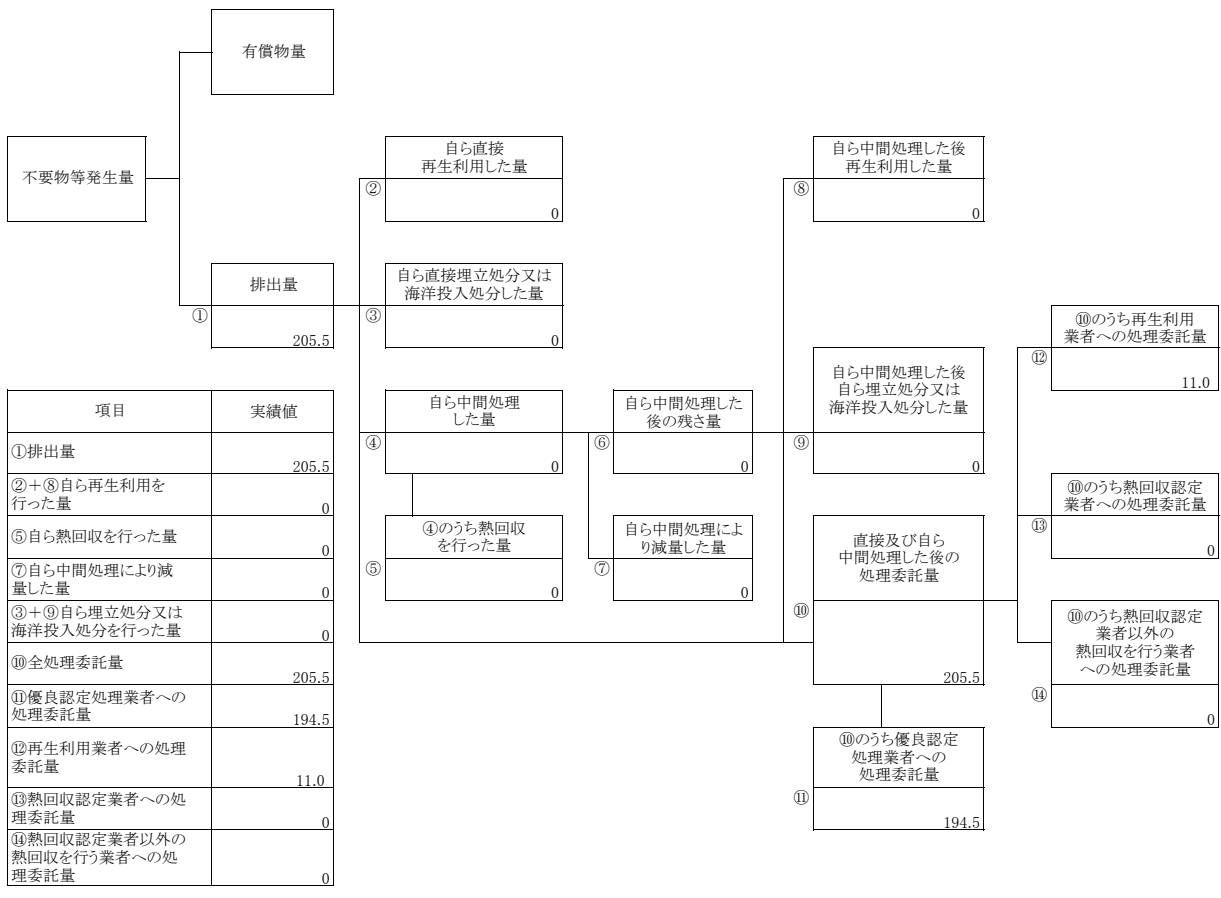 有償物量
不要物等発生量
自ら直接
再生利用した量
②
0
自ら中間処理した後
再生利用した量
⑧
0
排出量
①
205.5
自ら直接埋立処分又は
海洋投入処分した量
③
0
⑩のうち再生利用
業者への処理委託量
⑫
11.0
自ら中間処理
した量
④
0
自ら中間処理した
後の残さ量
⑥
0
自ら中間処理した後
自ら埋立処分又は
海洋投入処分した量
⑨
0
④のうち熱回収
を行った量
⑤
0
自ら中間処理によ
り減量した量
⑦
0
直接及び自ら
中間処理した後の
処理委託量
⑩
205.5
⑩のうち熱回収認定
業者への処理委託量
⑬
0
⑩のうち熱回収認定
業者以外の
熱回収を行う業者
への処理委託量
⑭
0
⑩のうち優良認定
処理業者への
処理委託量
⑪
194.5
項目 実績値
①排出量
205.5
②＋⑧自ら再生利用を
行った量
0
⑤自ら熱回収を行った量
0
⑦自ら中間処理により減
量した量
0
③＋⑨自ら埋立処分又は
海洋投入処分を行った量
0
⑩全処理委託量
205.5
⑪優良認定処理業者への
処理委託量
194.5
⑫再生利用業者への処理
委託量
11.0
⑬熱回収認定業者への処
理委託量
0
⑭熱回収認定業者以外の
熱回収を行う業者への処
理委託量
0